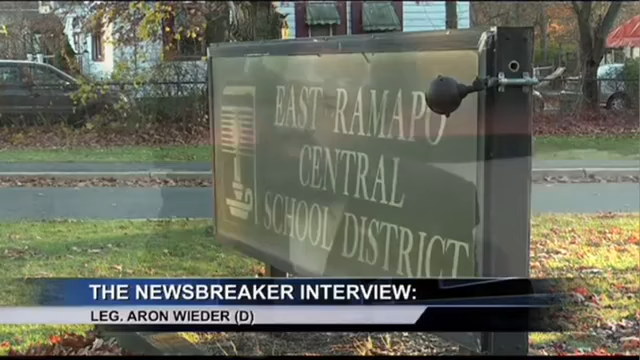 EAST RAMAPO
CENTRAL
SCHOOL DISTRICT
THE NEWSBREAKER INTERVIEW:
LEG. ARON WIEDER (D)